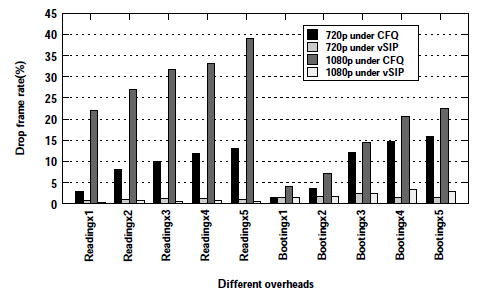 45
40
35
30
25
20
15
10
5
0
Drop frame rate(%)
720p under CFQ
720p under vSIP
1080p under CFQ
1080p under vSIP
Readingx1
Readingx2
Readingx3
Readingx4
Readingx5
Bootingx1
Bootingx2
Bootingx3
Bootingx4
Bootingx5
Different overheads